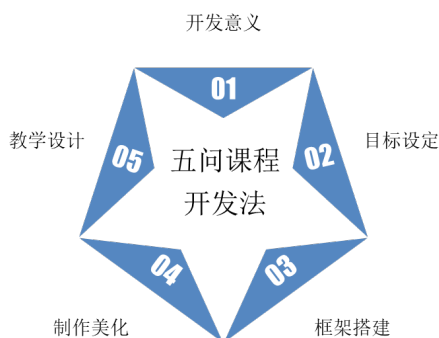 开发意义
01
目标设定
02
框架搭建
03
制作美化
04
教学设计
05
五问课程
开发法